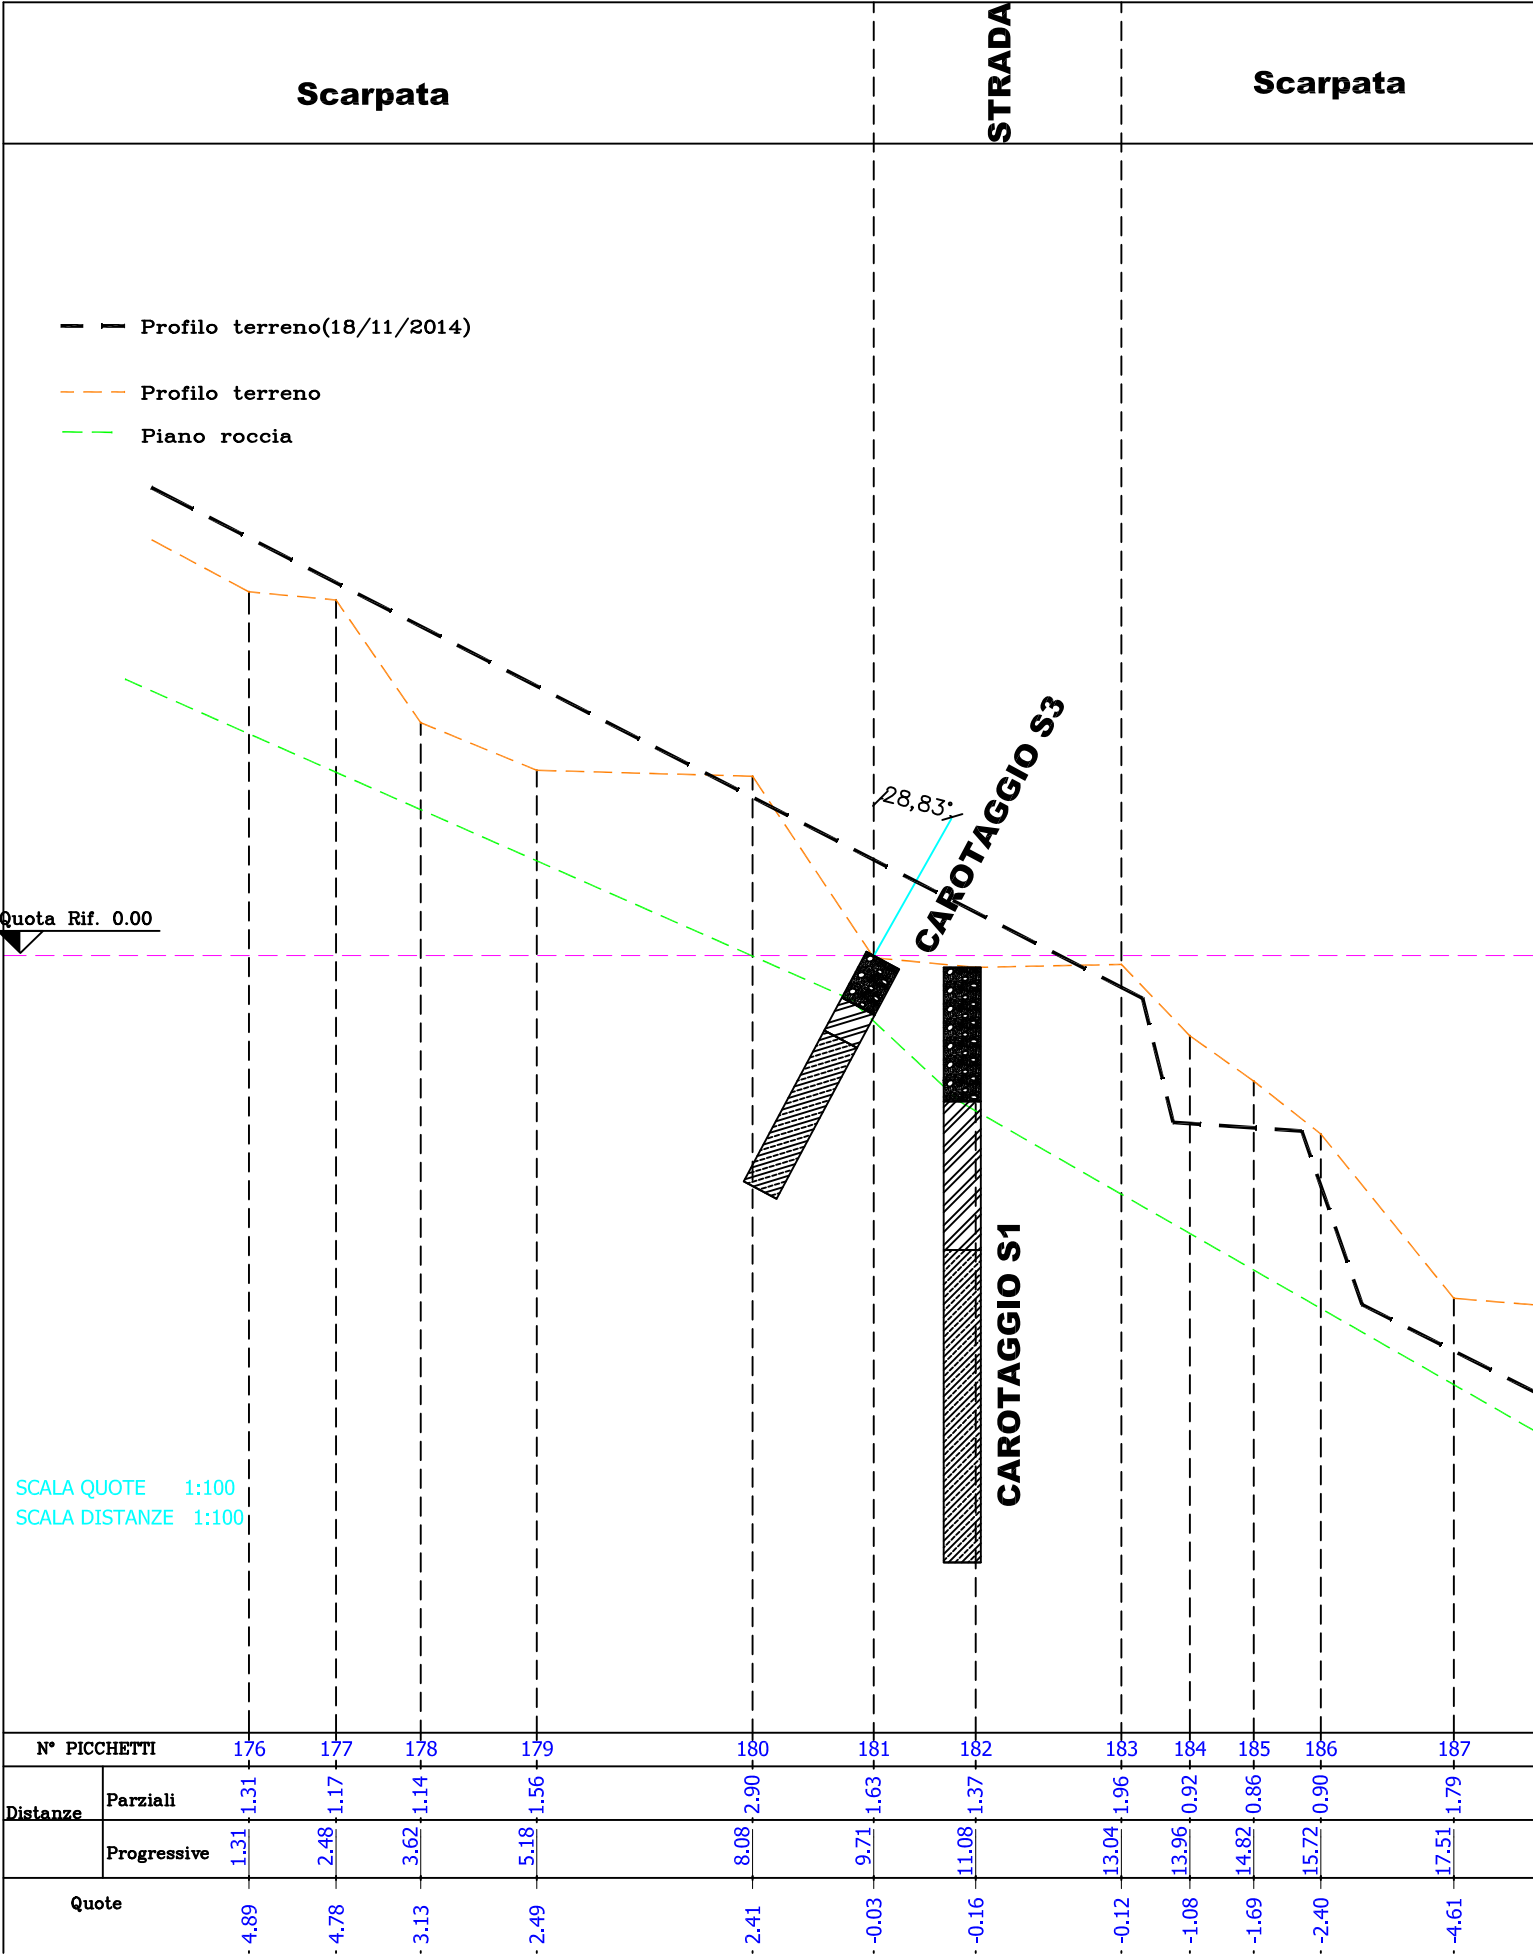 Scarpata
STRADA
Scarpata
Profilo terreno(18/11/2014)
Profilo terreno
Piano roccia
CAROTAGGIO S3
28,83°
Quota Rif. 0.00
CAROTAGGIO S1
SCALA QUOTE 1:100
SCALA DISTANZE 1:100
N° PICCHETTI 176 177 178 179 180 181 182 183 184 185 186 187
Distanze
Parziali 1.31 1.17 1.14 1.56 2.90 1.63 1.37 1.96 0.92 0.86 0.90 1.79
Progressive 1.31 2.48 3.62 5.18 8.08 9.71 11.08 13.04 13.96 14.82 15.72 17.51
Quote 4.89 4.78 3.13 2.49 2.41 -0.03 -0.16 -0.12 -1.08 -1.69 -2.40 -4.61